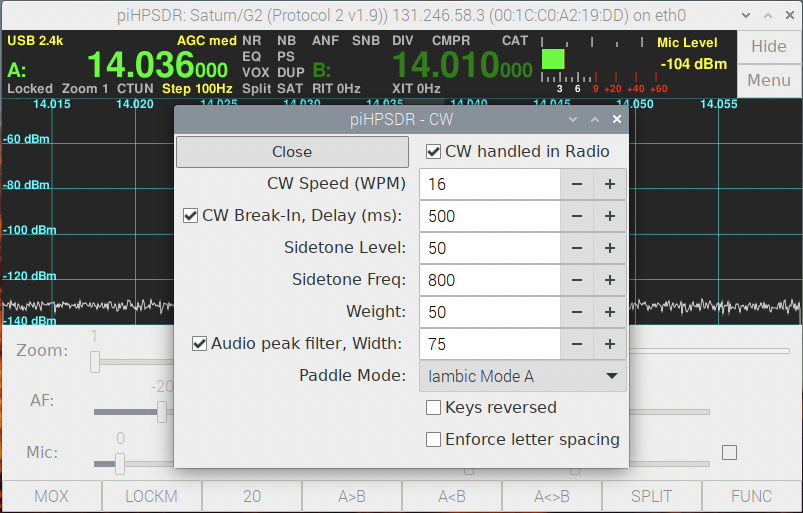 piHPSDR: Saturn/G2 (Protocol 2 v1.9)) 131.246.58.3 (00:1C:C0:A2:19:DD) on eth0
USB 2.4k AGC med NR NB ANF SNB DIV CMPR CAT Mic Level Hide
EQ PS
A: 14.036000 VOX DUP B: 14.010000 -104 dBm
Locked Zoom 1 CTUN Step 100Hz Split SAT RIT 0Hz XIT 0Hz 3 6 9 +20 +40 +60 Menu
14.015 14.020 14.025 14.030 14.035 14.040 14.045 14.050 14.055
piHPSDR - CW
-60 dBm
Close CW handled in Radio
CW Speed (WPM) 16
-80 dBm
CW Break-In, Delay (ms): 500
-100 dBm
Sidetone Level: 50
-120 dBm
Sidetone Freq: 800
Weight: 50
-140 dBm
Zoom: 1
Audio peak filter, Width: 75
Paddle Mode: Iambic Mode A
AF: -20
Keys reversed
Mic: 0
Enforce letter spacing
MOX LOCKM 20 A>B A<B A<>B SPLIT FUNC